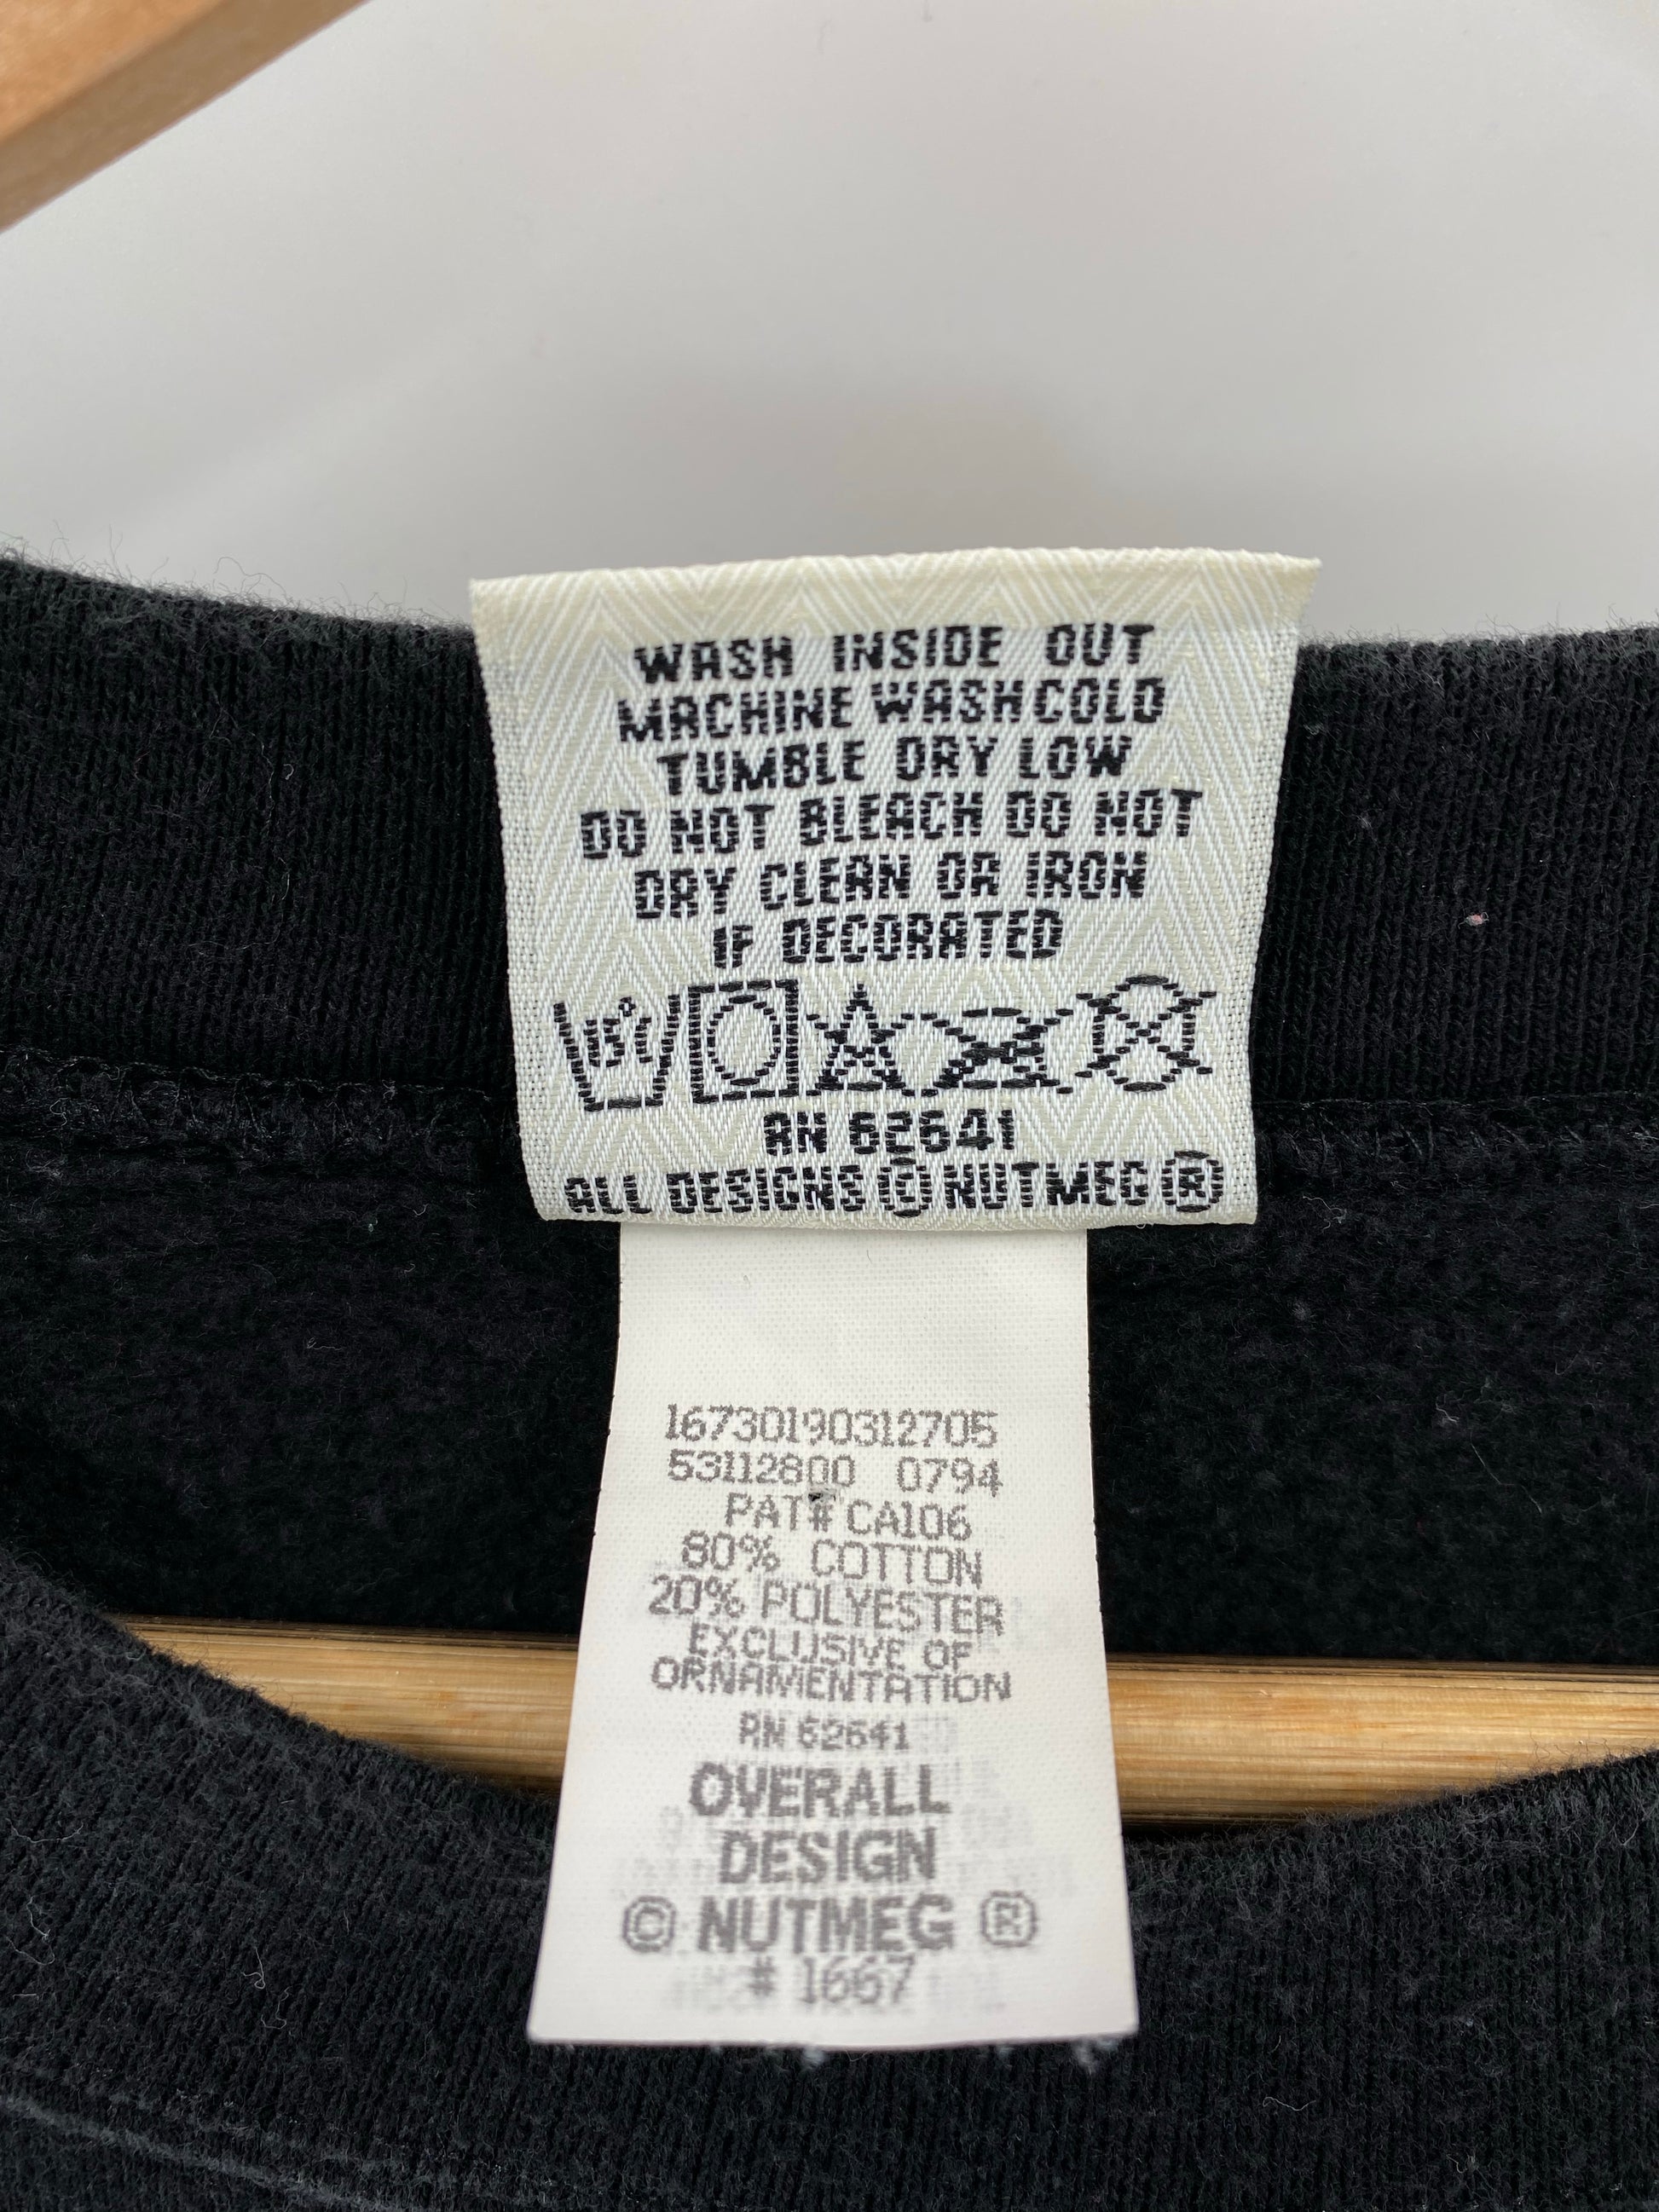 WASH INSIDE OUT
MACHINE WASH COLD
TUMBLE DRY LOW
DO NOT BLEACH DO NOT
DRY CLEAN OR IRON
IF DECORATED
15°C
RN 62641
ALL DESIGNS © NUTMEG ®
16730190312705
53112800 0794
PAT# CA106
80% COTTON
20% POLYESTER
EXCLUSIVE OF
ORNAMENTATION
RN 62641
OVERALL
DESIGN
© NUTMEG ®
# 1667